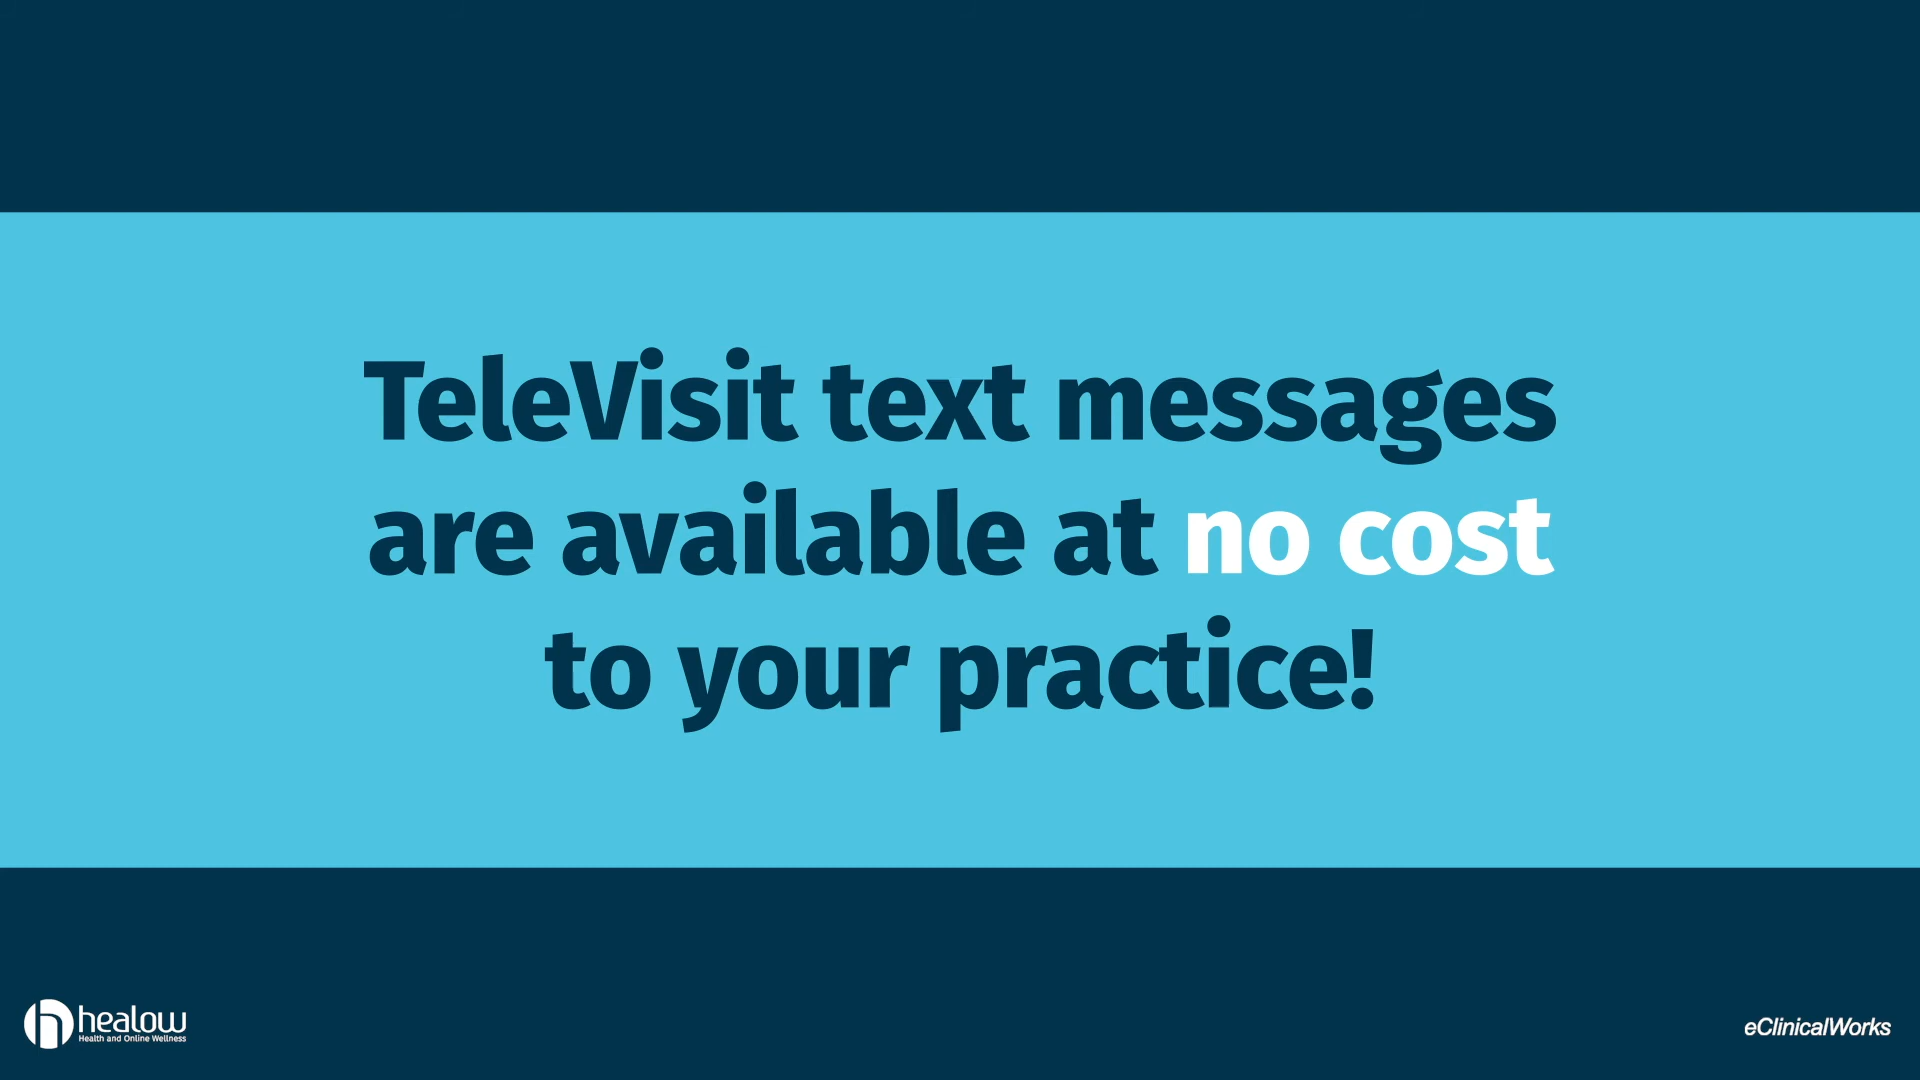 TeleVisit text messages
are available at no cost
to your practice!
healow
Health and Online Wellness
eClinicalWorks